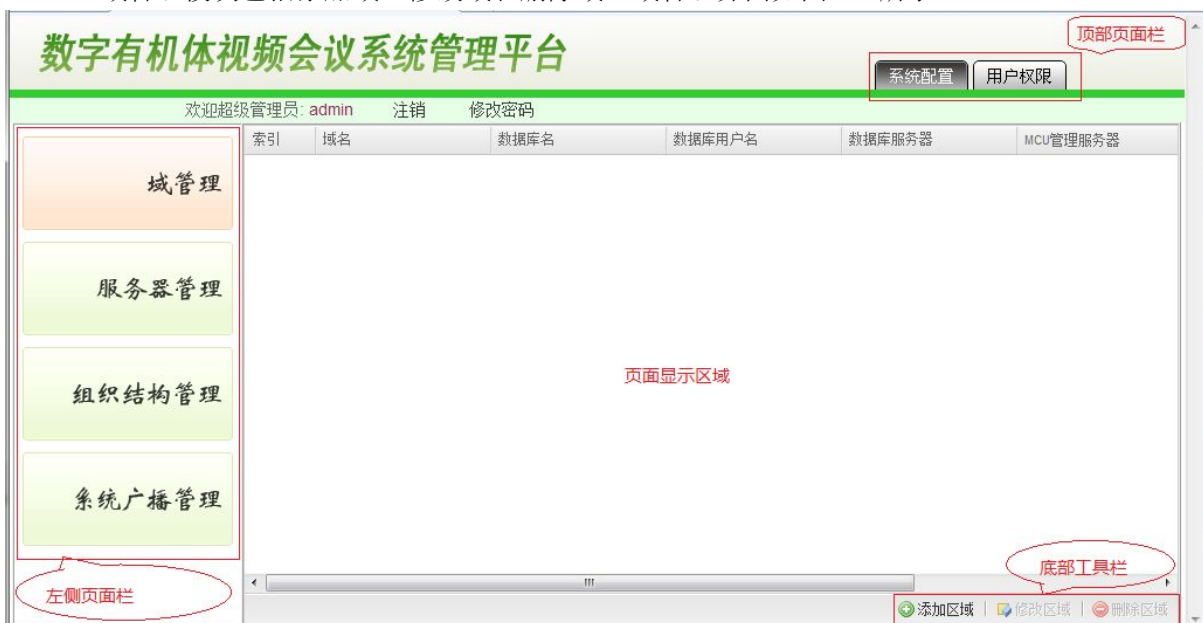 数字有机体视频会议系统管理平台
顶部页面栏
系统配置 用户权限
欢迎超级管理员: admin 注销 修改密码
索引 域名 数据库名 数据库用户名 数据库服务器 MCU管理服务器
域管理
服务器管理
组织结构管理
系统广播管理
页面显示区域
左侧页面栏
底部工具栏
添加区域 修改区域 删除区域